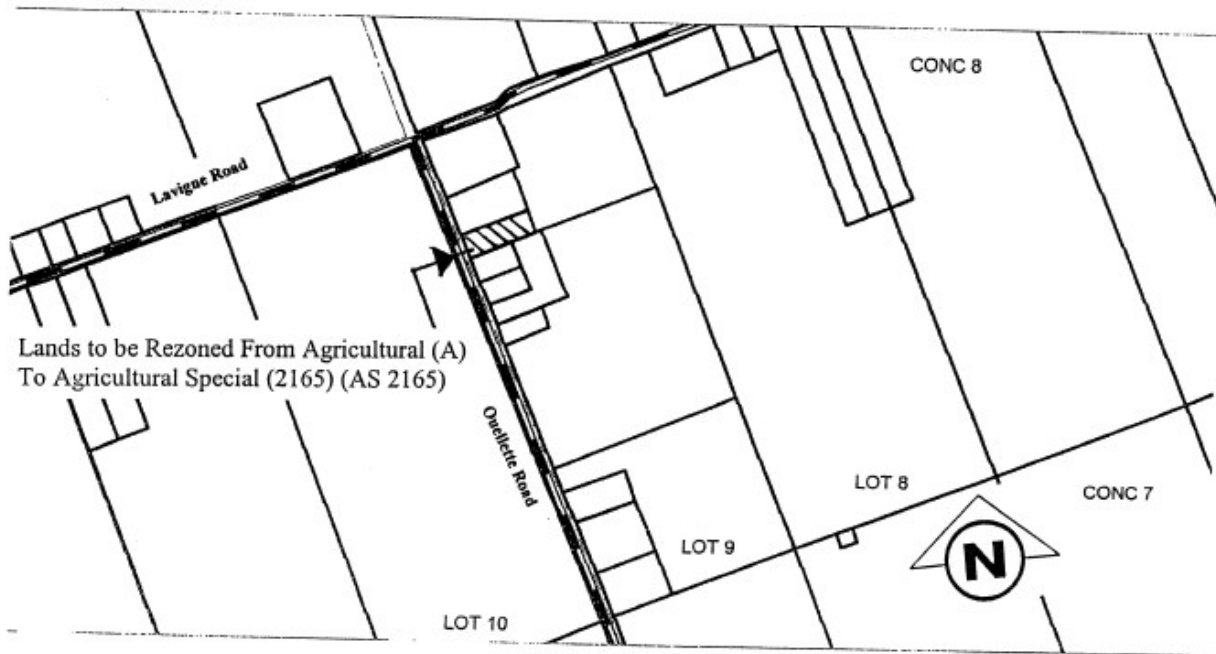 CONC 8
Lavigne Road
Lands to be Rezoned From Agricultural (A)
To Agricultural Special (2165) (AS 2165)
Ouellette Road
LOT 8
CONC 7
LOT 9
N
LOT 10